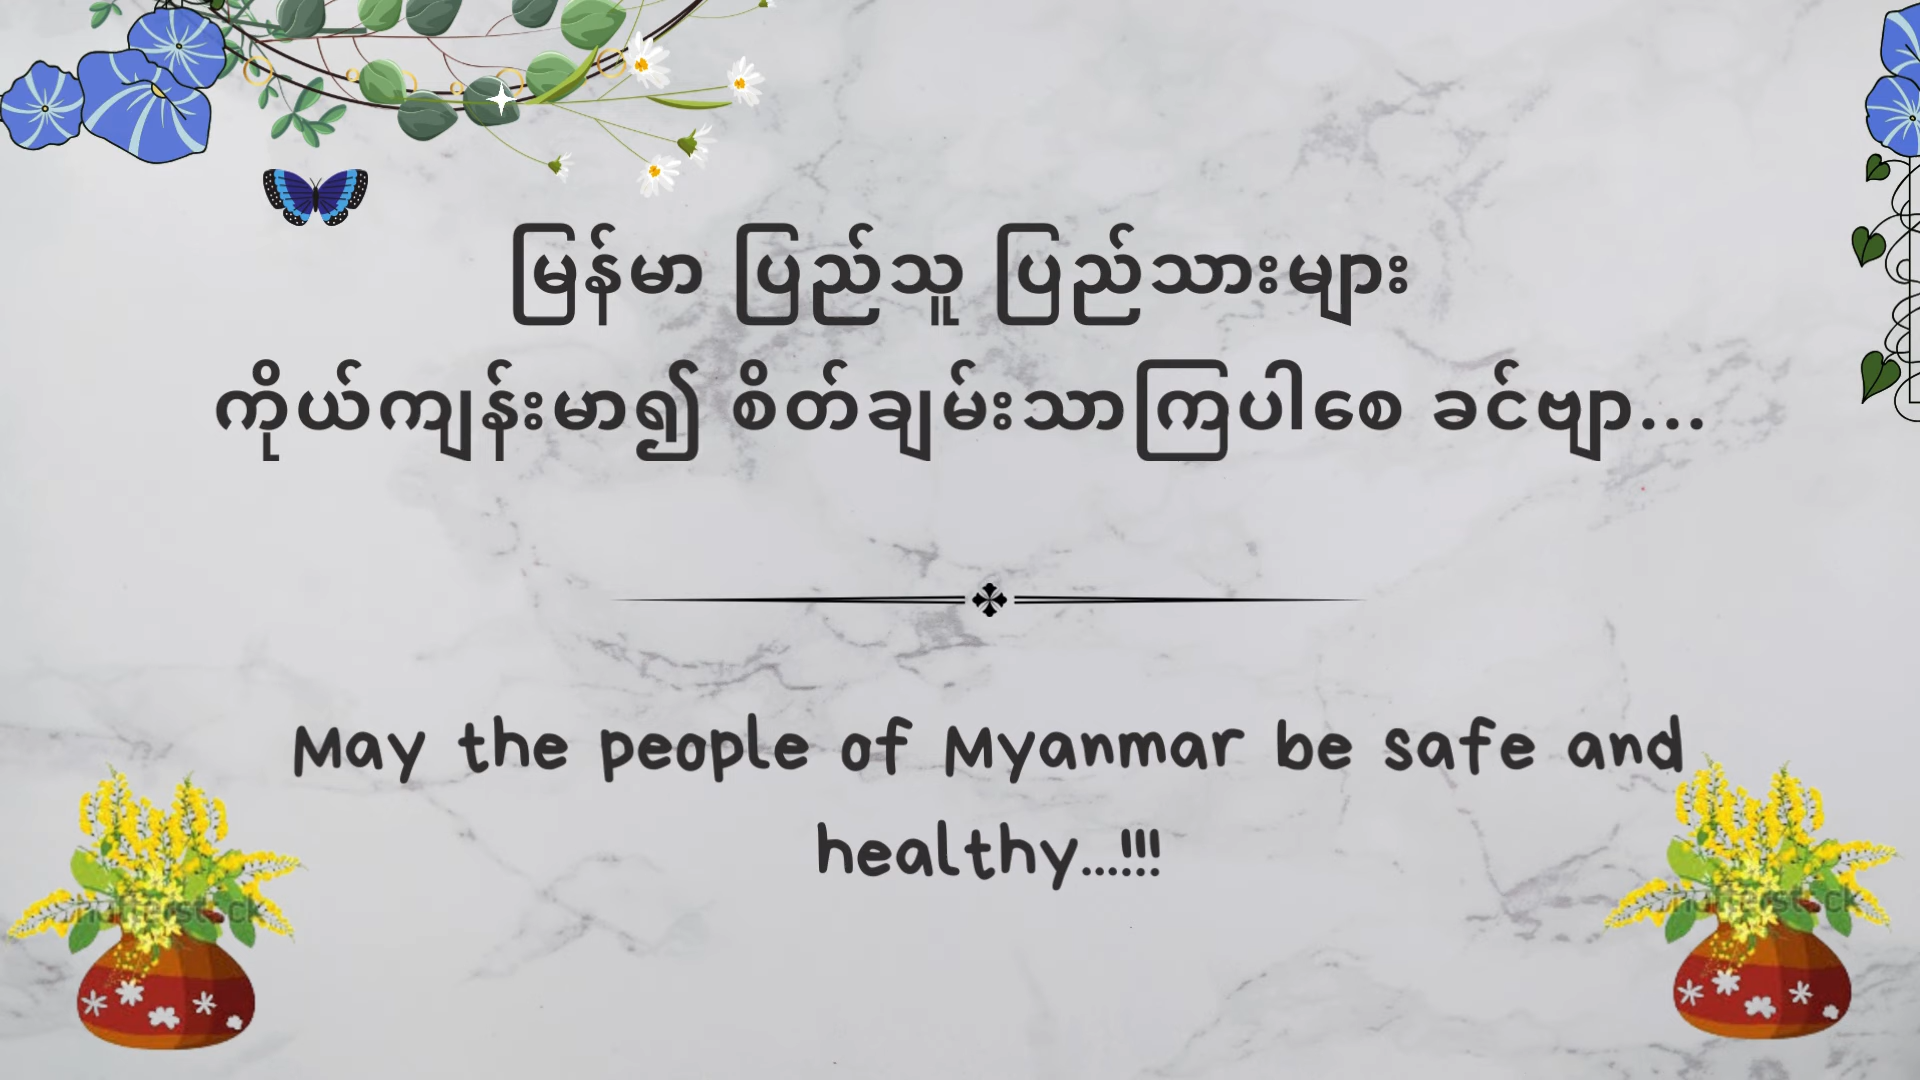 မြန်မာ ပြည်သူ ပြည်သားများ
ကိုယ်ကျန်းမာ၍ စိတ်ချမ်းသာကြပါစေ ခင်ဗျာ...
May the people of Myanmar be safe and
healthy...!!!